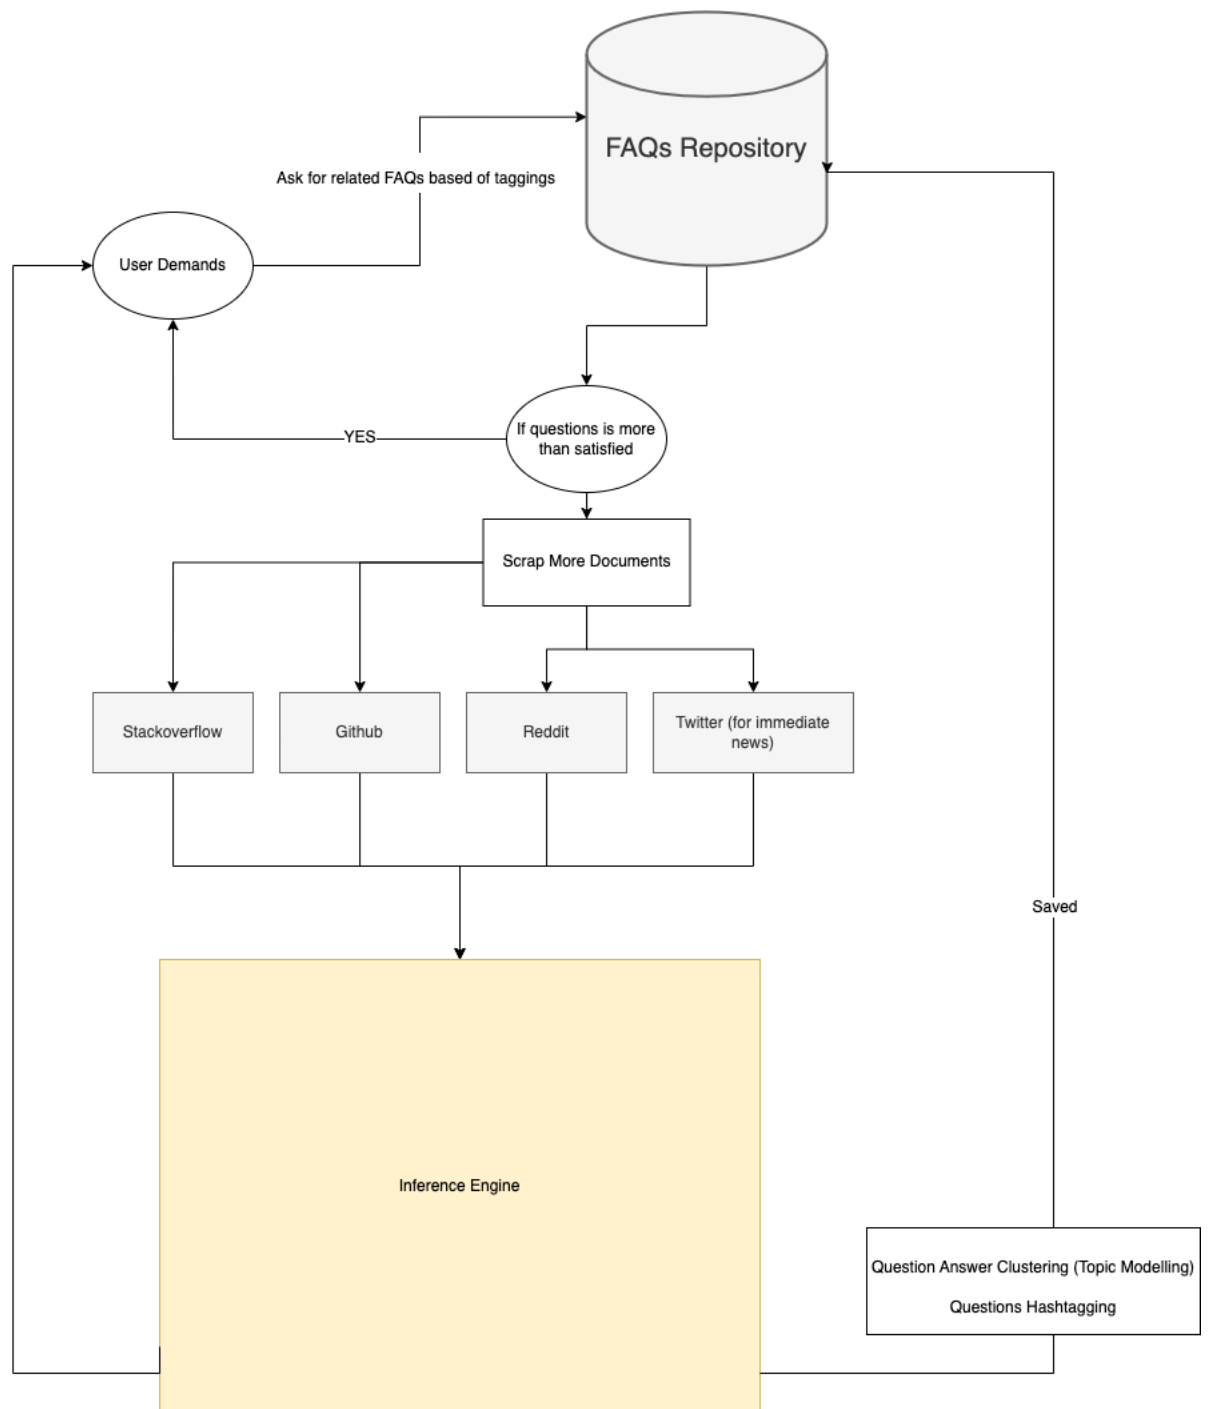 FAQs Repository
Ask for related FAQs based of taggings
User Demands
If questions is more
than satisfied
YES
Scrap More Documents
Stackoverflow
Github
Reddit
Twitter (for immediate
news)
Saved
Inference Engine
Question Answer Clustering (Topic Modelling)
Questions Hashtagging